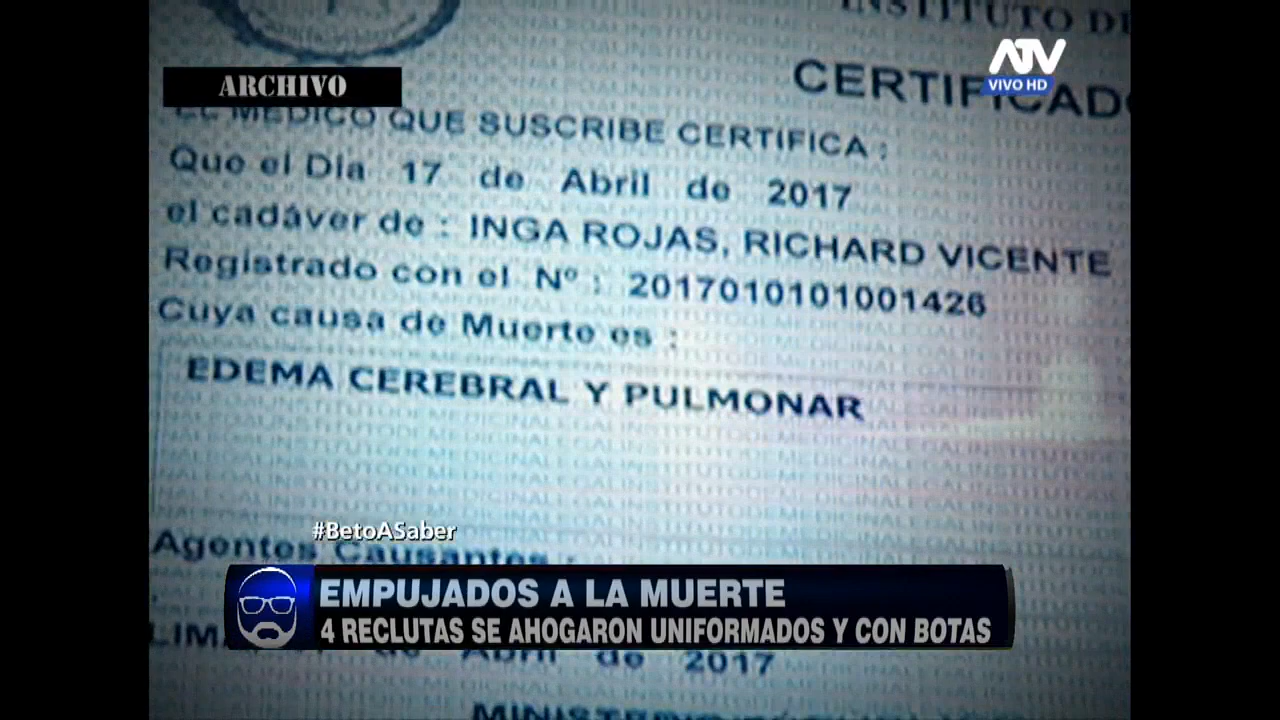 INSTITUTO DE
ATV
VIVO HD
ARCHIVO
CERTIFICADO
EL MEDICO QUE SUSCRIBE CERTIFICA :
Que el Dia 17 de Abril de 2017
el cadáver de : INGA ROJAS, RICHARD VICENTE
Registrado con el Nº : 2017010101001426
Cuya causa de Muerte es :
EDEMA CEREBRAL Y PULMONAR
#BetoASaber
Agentes Causantes :
EMPUJADOS A LA MUERTE
4 RECLUTAS SE AHOGARON UNIFORMADOS Y CON BOTAS
de Abril de 2017